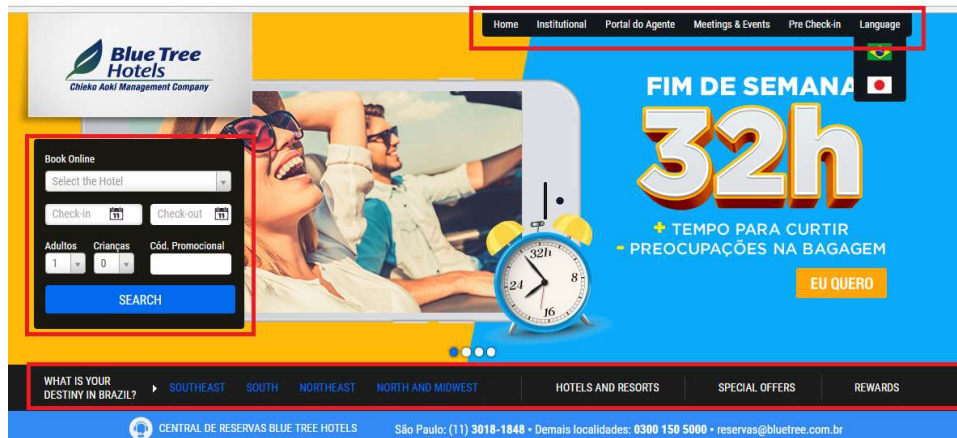 Home Institutional Portal do Agente Meetings & Events Pre Check-in Language
Blue Tree
Hotels
Chieko Aoki Management Company
FIM DE SEMANA
32h
+ TEMPO PARA CURTIR
- PREOCUPAÇÕES NA BAGAGEM
EU QUERO
Book Online
Select the Hotel
Check-in 11 Check-out 11
Adultos Crianças Cód. Promocional
1 0
SEARCH
32h
8
16
24
WHAT IS YOUR
DESTINY IN BRAZIL?
SOUTHEAST SOUTH NORTHEAST NORTH AND MIDWEST HOTELS AND RESORTS SPECIAL OFFERS REWARDS
CENTRAL DE RESERVAS BLUE TREE HOTELS São Paulo: (11) 3018-1848 • Demais localidades: 0300 150 5000 • reservas@bluetree.com.br